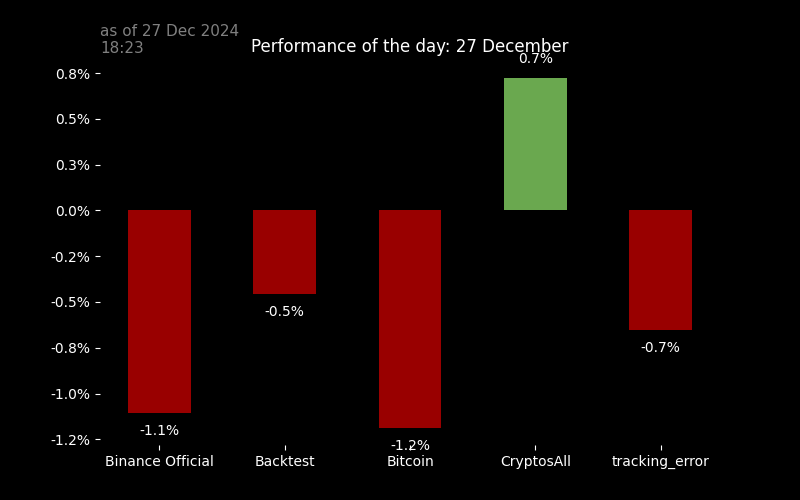 as of 27 Dec 2024
18:23
Performance of the day: 27 December
0.7%
0.8%
0.5%
0.3%
0.0%
-0.2%
-0.5%
-0.8%
-1.0%
-1.2%
-0.5%
-0.7%
-1.1%
-1.2%
Binance Official
Backtest
Bitcoin
CryptosAll
tracking_error